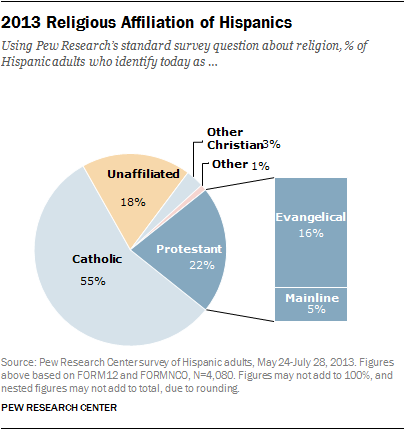 2013 Religious Affiliation of Hispanics
Using Pew Research's standard survey question about religion, % of
Hispanic adults who identify today as ...
Other
Christian 3%
Other 1%
Unaffiliated
18%
Evangelical
16%
Protestant
22%
Catholic
55%
Mainline
5%
Source: Pew Research Center survey of Hispanic adults, May 24-July 28, 2013. Figures
above based on FORM12 and FORMNCO, N=4,080. Figures may not add to 100%, and
nested figures may not add to total, due to rounding.
PEW RESEARCH CENTER